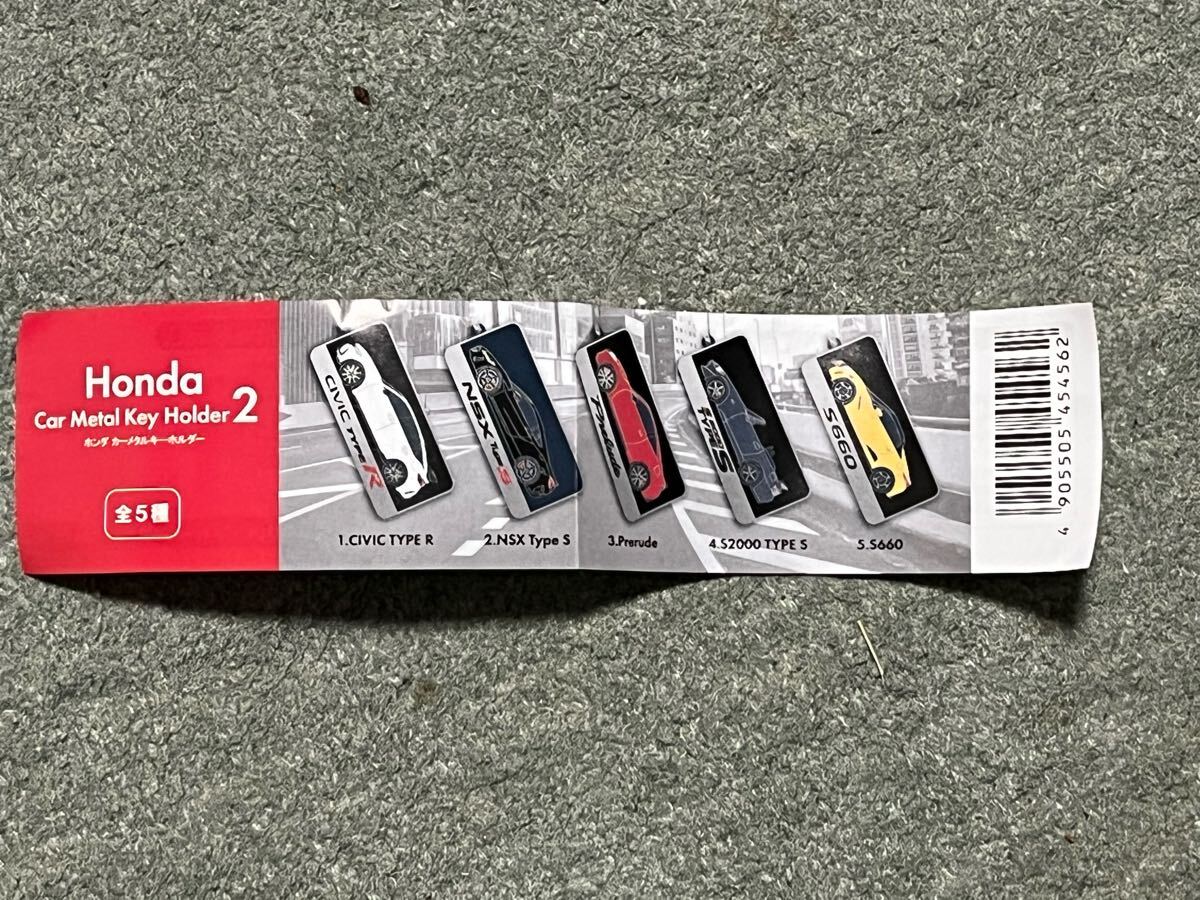 Honda
Car Metal Key Holder 2
ホンダ カーメタルキーホルダー
全5種
CIVIC TYPE R
NSX Type S
Prelude
TYPE S
S660
1.CIVIC TYPE R
2.NSX Type S
3.Prerude
4.S2000 TYPE S
5.S660
4 905505 454562